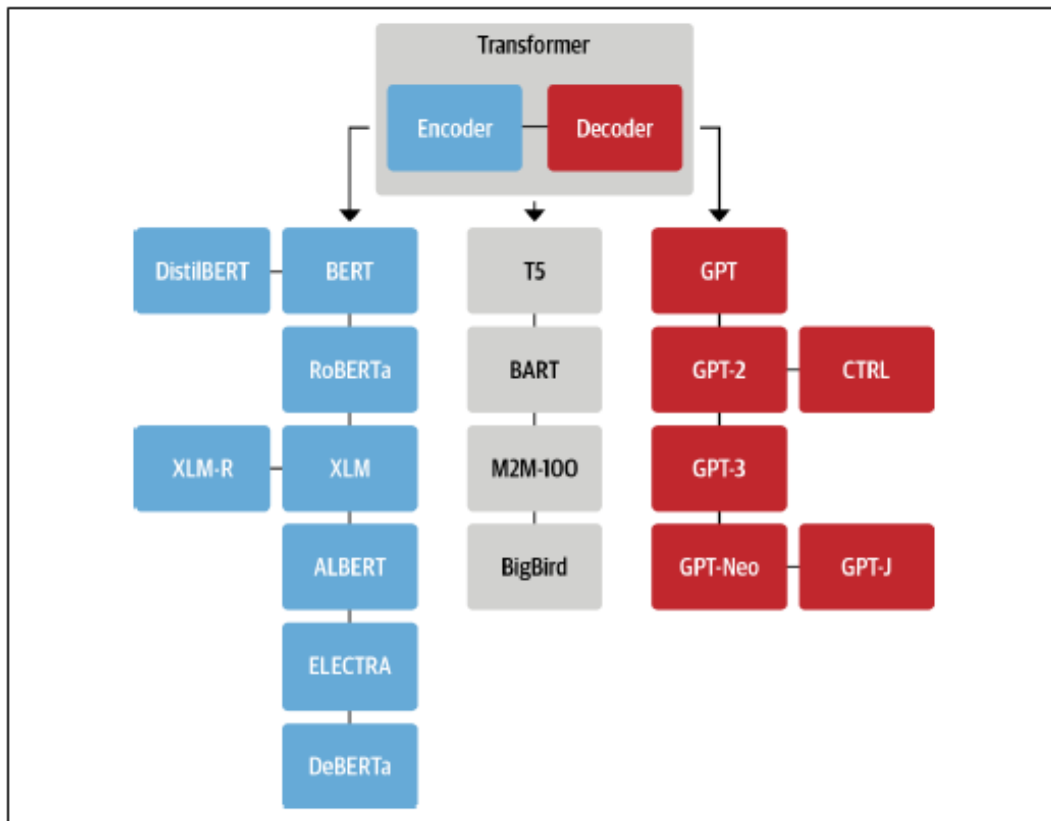 Transformer
Encoder
Decoder
DistilBERT
BERT
T5
GPT
RoBERTa
BART
GPT-2
CTRL
XLM-R
XLM
M2M-100
GPT-3
ALBERT
BigBird
GPT-Neo
GPT-J
ELECTRA
DeBERTa